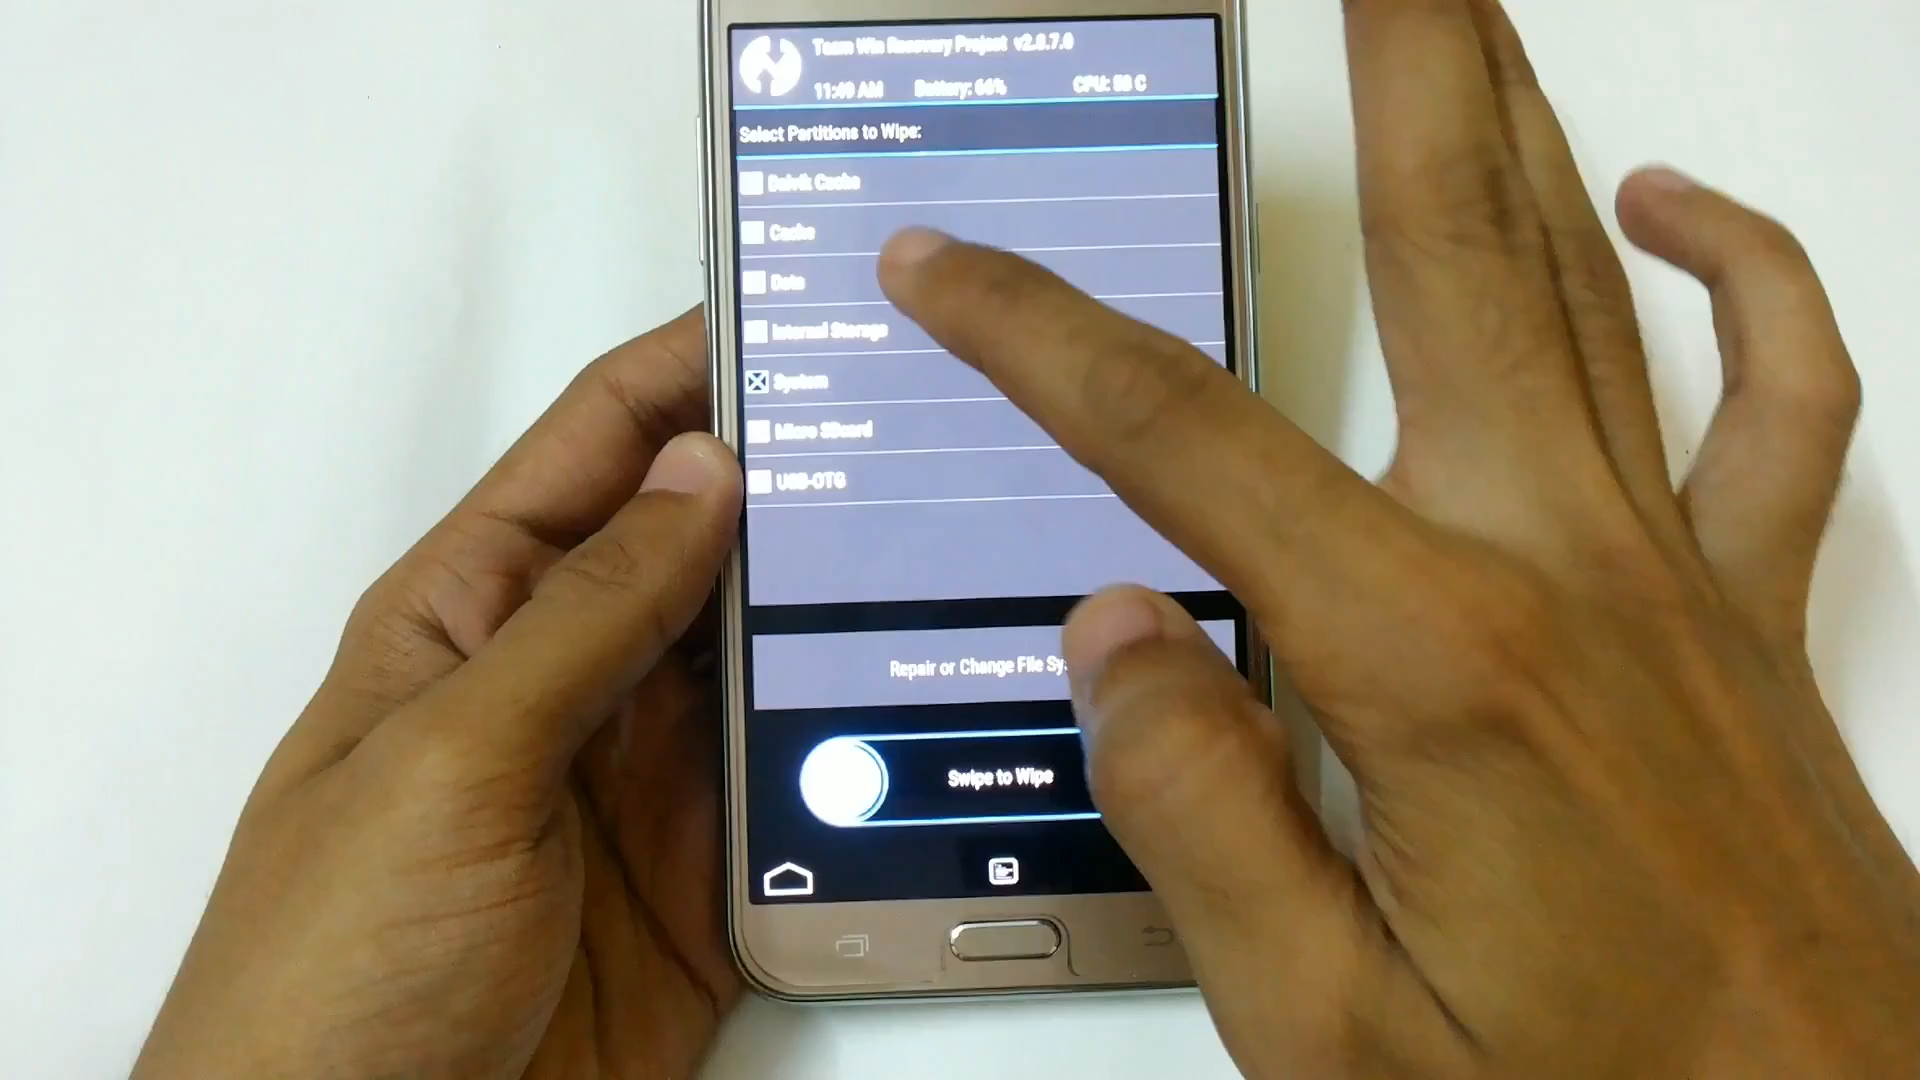 Team Win Recovery Project v2.8.7.0
11:49 AM Battery: 66% CPU: 58 C
Select Partitions to Wipe:
Dalvik Cache
Cache
Data
Internal Storage
System
Micro SDcard
USB-OTG
Repair or Change File Sy
Swipe to Wipe